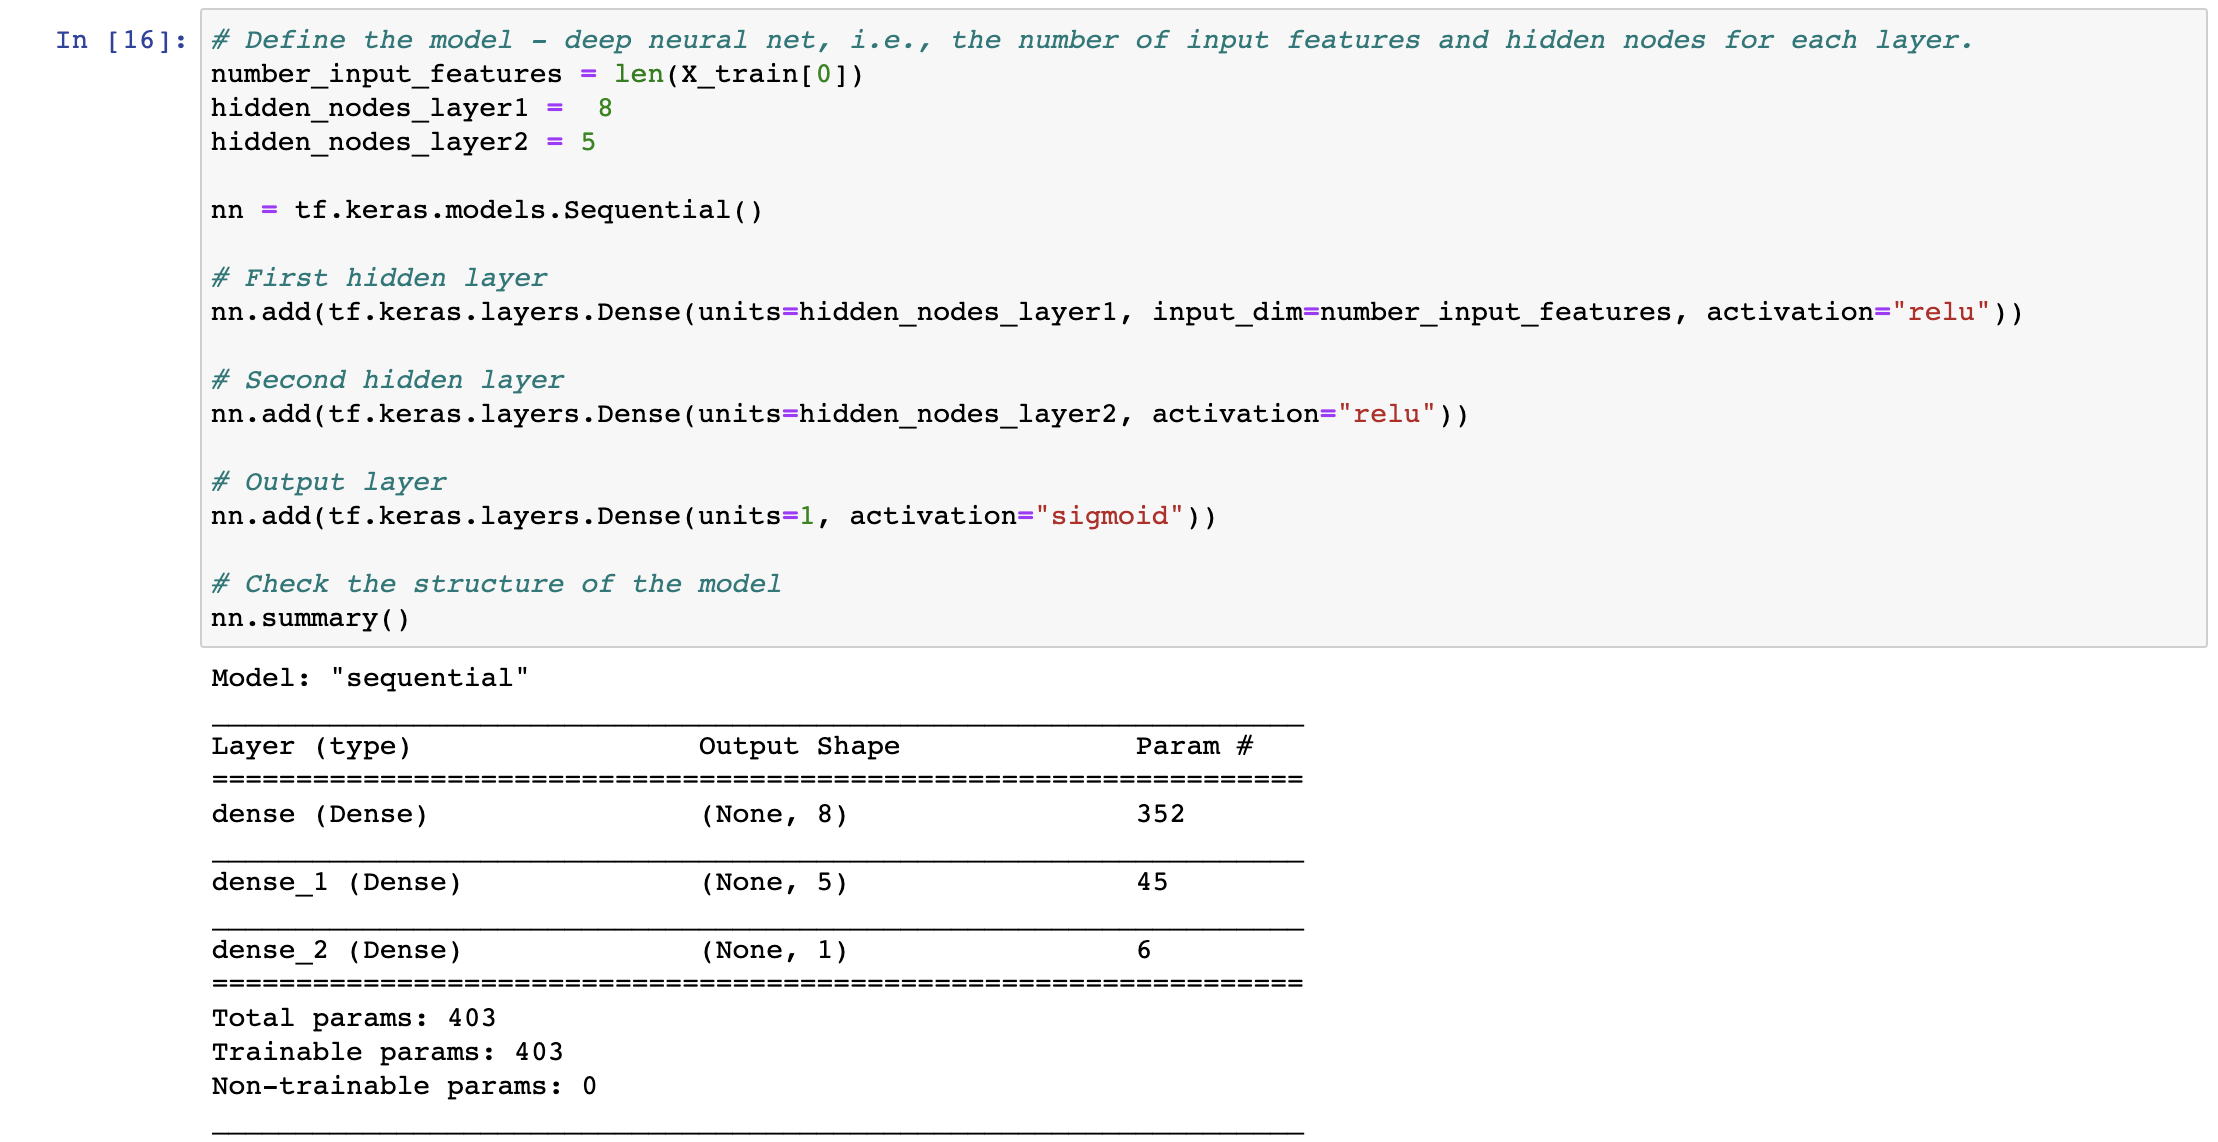 In [16]: # Define the model - deep neural net, i.e., the number of input features and hidden nodes for each layer.
number_input_features = len(X_train[0])
hidden_nodes_layer1 =  8
hidden_nodes_layer2 = 5
nn = tf.keras.models.Sequential()
# First hidden layer
nn.add(tf.keras.layers.Dense(units=hidden_nodes_layer1, input_dim=number_input_features, activation="relu"))
# Second hidden layer
nn.add(tf.keras.layers.Dense(units=hidden_nodes_layer2, activation="relu"))
# Output layer
nn.add(tf.keras.layers.Dense(units=1, activation="sigmoid"))
# Check the structure of the model
nn.summary()
Model: "sequential"
_________________________________________________________________
Layer (type)                 Output Shape              Param #
=================================================================
dense (Dense)                (None, 8)                 352
_________________________________________________________________
dense_1 (Dense)              (None, 5)                 45
_________________________________________________________________
dense_2 (Dense)              (None, 1)                 6
=================================================================
Total params: 403
Trainable params: 403
Non-trainable params: 0
_________________________________________________________________